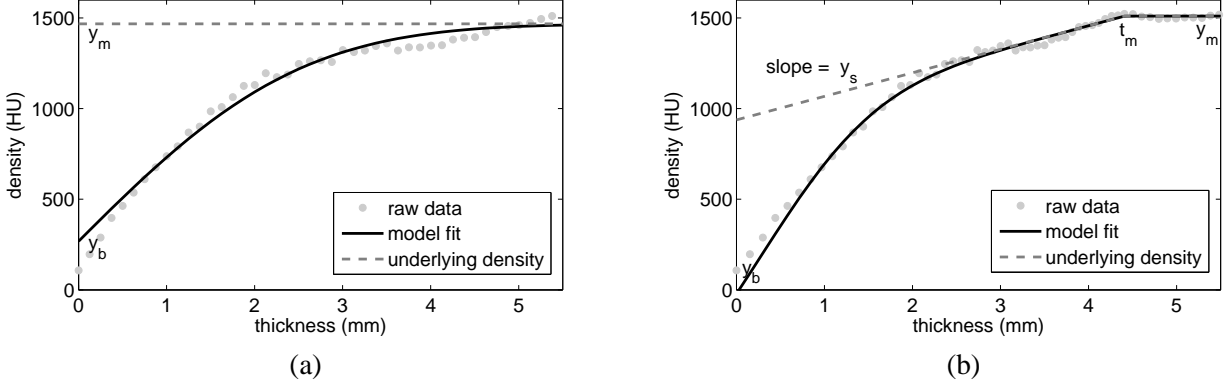 1500
y_m
1000
500
0
density (HU)
y_b
raw data
model fit
underlying density
0 1 2 3 4 5
thickness (mm)
(a)
1500
t_m y_m
slope = y_s
1000
500
0
density (HU)
y_b
raw data
model fit
underlying density
0 1 2 3 4 5
thickness (mm)
(b)